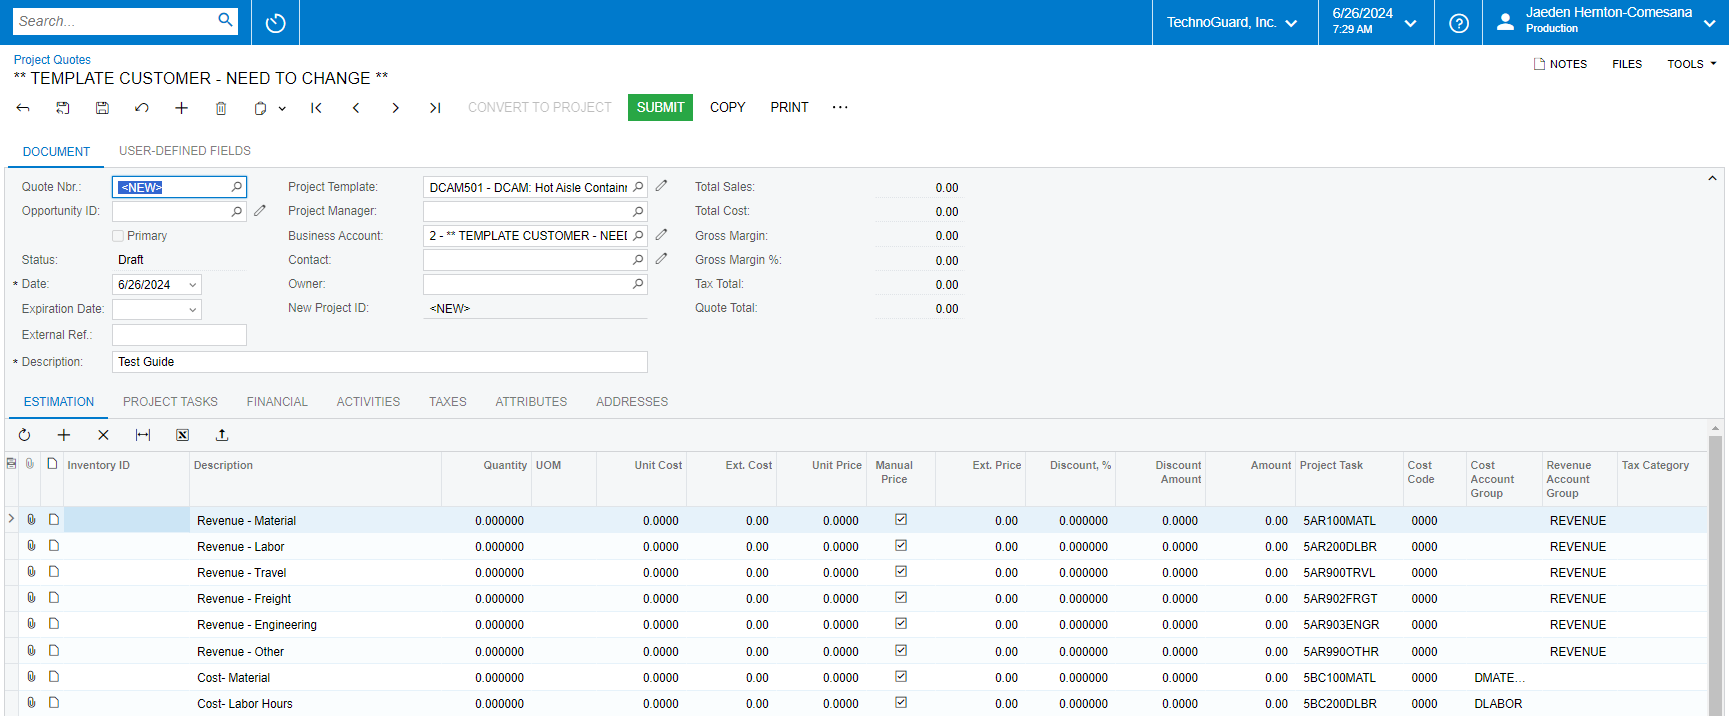 Search...
TechnoGuard, Inc.
6/26/2024
7:29 AM
Jaeden Hernton-Comesana
Production
Project Quotes
** TEMPLATE CUSTOMER - NEED TO CHANGE **
NOTES FILES TOOLS
CONVERT TO PROJECT SUBMIT COPY PRINT ...
DOCUMENT USER-DEFINED FIELDS
Quote Nbr.: <NEW> Project Template: DCAM501 - DCAM: Hot Aisle Contain Total Sales: 0.00
Opportunity ID: Project Manager: Total Cost: 0.00
Primary Business Account: 2 - ** TEMPLATE CUSTOMER - NEE Gross Margin: 0.00
Status: Draft Contact: Gross Margin %: 0.00
* Date: 6/26/2024 Owner: Tax Total: 0.00
Expiration Date: New Project ID: <NEW> Quote Total: 0.00
External Ref.:
* Description: Test Guide
ESTIMATION PROJECT TASKS FINANCIAL ACTIVITIES TAXES ATTRIBUTES ADDRESSES
Inventory ID Description Quantity UOM Unit Cost Ext. Cost Unit Price Manual Price Ext. Price Discount, % Discount Amount Amount Project Task Cost Code Cost Account Group Revenue Account Group Tax Category
Revenue - Material 0.000000 0.0000 0.00 0.0000 0.00 0.000000 0.0000 0.00 5AR100MATL 0000 REVENUE
Revenue - Labor 0.000000 0.0000 0.00 0.0000 0.00 0.000000 0.0000 0.00 5AR200DLBR 0000 REVENUE
Revenue - Travel 0.000000 0.0000 0.00 0.0000 0.00 0.000000 0.0000 0.00 5AR900TRVL 0000 REVENUE
Revenue - Freight 0.000000 0.0000 0.00 0.0000 0.00 0.000000 0.0000 0.00 5AR902FRGT 0000 REVENUE
Revenue - Engineering 0.000000 0.0000 0.00 0.0000 0.00 0.000000 0.0000 0.00 5AR903ENGR 0000 REVENUE
Revenue - Other 0.000000 0.0000 0.00 0.0000 0.00 0.000000 0.0000 0.00 5AR990OTHR 0000 REVENUE
Cost- Material 0.000000 0.0000 0.00 0.0000 0.00 0.000000 0.0000 0.00 5BC100MATL 0000 DMATE...
Cost- Labor Hours 0.000000 0.0000 0.00 0.0000 0.00 0.000000 0.0000 0.00 5BC200DLBR 0000 DLABOR